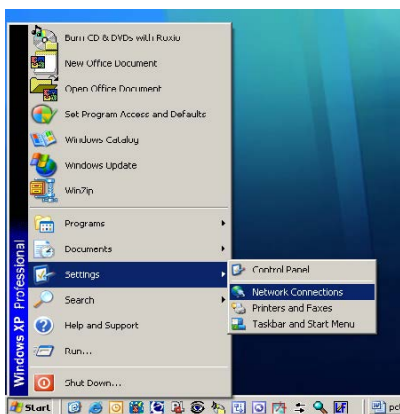 Burn CD & DVDs with Roxio
New Office Document
Open Office Document
Set Program Access and Defaults
Windows Catalog
Windows Update
WinZip
Programs
Documents
Settings
Search
Help and Support
Run...
Shut Down...
Windows XP Professional
Control Panel
Network Connections
Printers and Faxes
Taskbar and Start Menu
Start